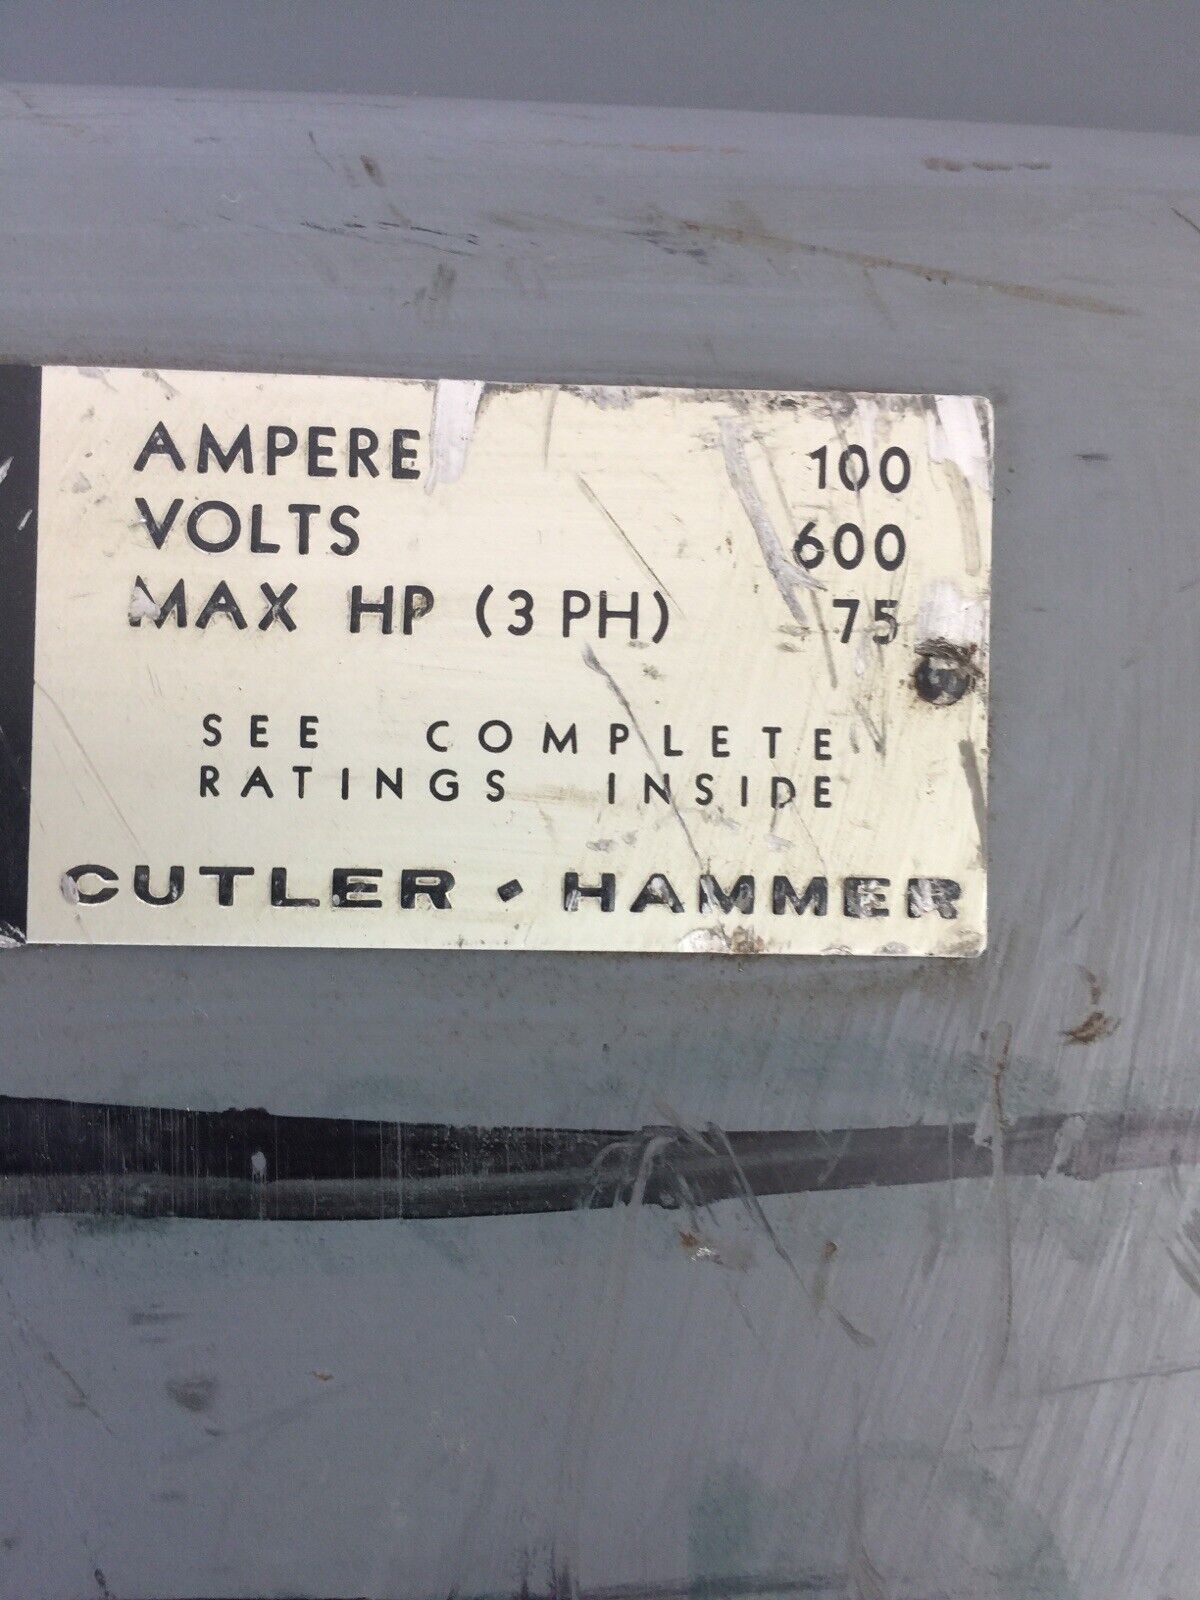 AMPERE 100
VOLTS 600
MAX HP (3 PH) 75
SEE COMPLETE
RATINGS INSIDE
CUTLER • HAMMER